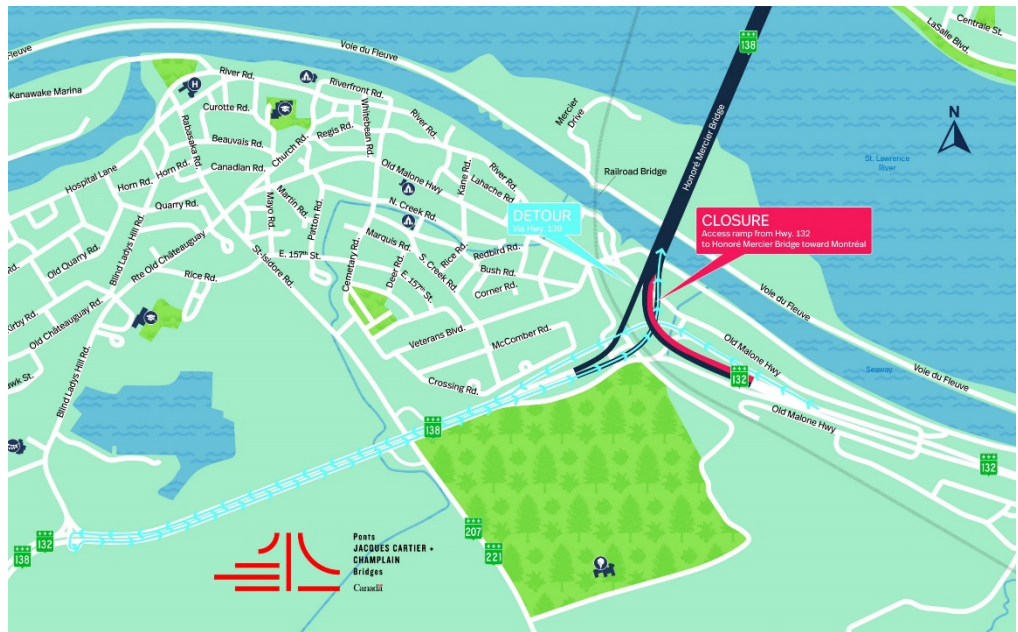 138
Centrale St.
LaSalle Blvd.
Fleuve
Voie du Fleuve
Kanawake Marina
H
River Rd.
Riverfront Rd.
Curotte Rd.
Rabasaka Rd.
Whitebean Rd.
River Rd.
Regis Rd.
Church Rd.
Beauvais Rd.
Mercier
Drive
N
St. Lawrence
River
Honoré Mercier Bridge
Hospital Lane
Horn Rd.
Horn Rd.
Canadian Rd.
Old Malone Hwy
Kane Rd.
River Rd.
Lahache Rd.
Railroad Bridge
Quarry Rd.
Mayo Rd.
Martin Rd.
Patton Rd.
N. Creek Rd.
DETOUR
Via Hwy. 138
CLOSURE
Access ramp from Hwy. 132
to Honoré Mercier Bridge toward Montréal
Old Quarry Rd.
Blind Ladys Hill Rd.
Rte Old Châteauguay
St-Isidore Rd.
E. 157th St.
Cemetary Rd.
Marquis Rd.
Deer Rd.
S. Creek Rd.
Rice Rd.
Redbird Rd.
Bush Rd.
Corner Rd.
E. 157th St.
Rice Rd.
Kirby Rd.
Old Châteauguay Rd.
Voie du Fleuve
Veterans Blvd.
McComber Rd.
Old Malone Hwy
Seaway
Voie du Fleuve
awk St.
Blind Ladys Hill Rd.
Crossing Rd.
132
Old Malone Hwy
138
132
207
221
138
132
Ponts
JACQUES CARTIER +
CHAMPLAIN
Bridges
Canada